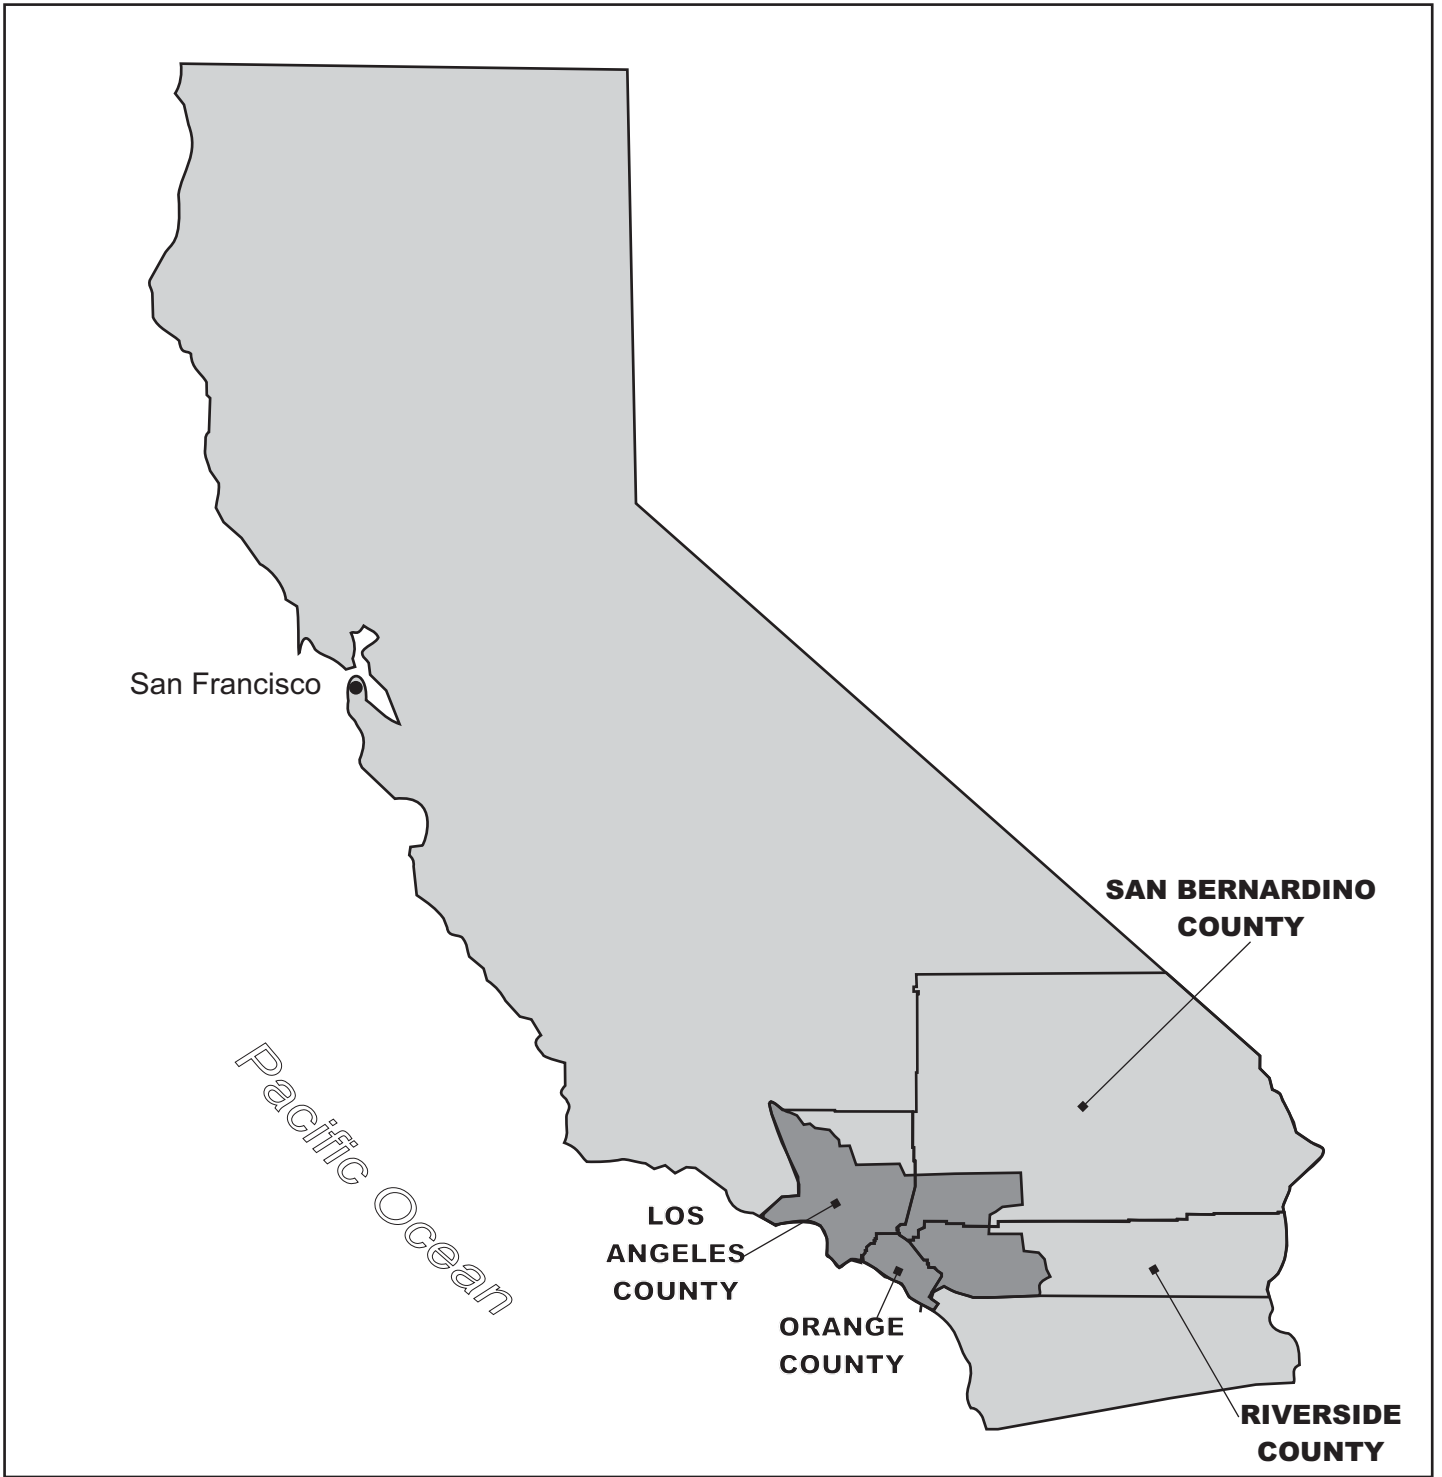 San Francisco
SAN BERNARDINO
COUNTY
Pacific Ocean
LOS
ANGELES
COUNTY
ORANGE
COUNTY
RIVERSIDE
COUNTY